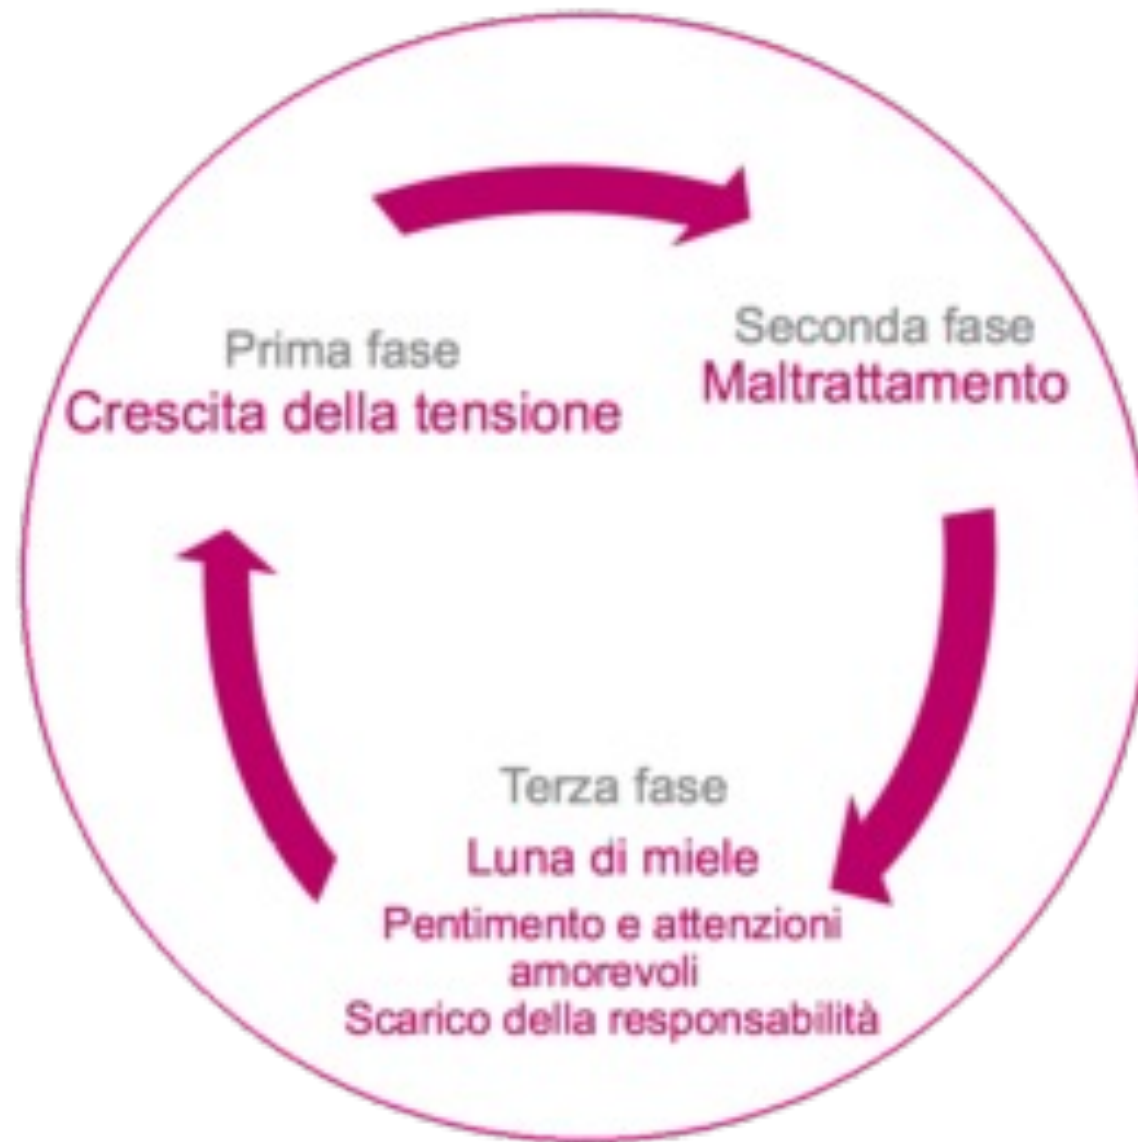 Prima fase
Crescita della tensione
Seconda fase
Maltrattamento
Terza fase
Luna di miele
Pentimento e attenzioni
amorevoli
Scarico della responsabilità